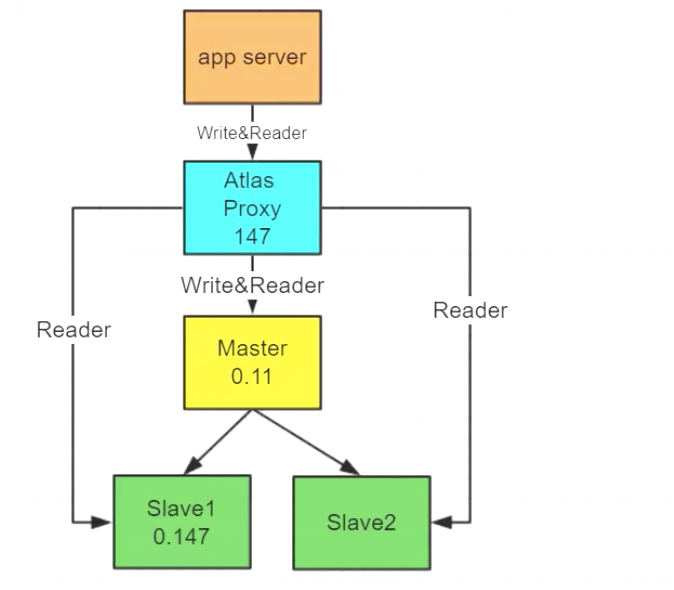 app server
Write&Reader
Atlas
Proxy
147
Write&Reader
Reader
Reader
Master
0.11
Slave1
0.147
Slave2